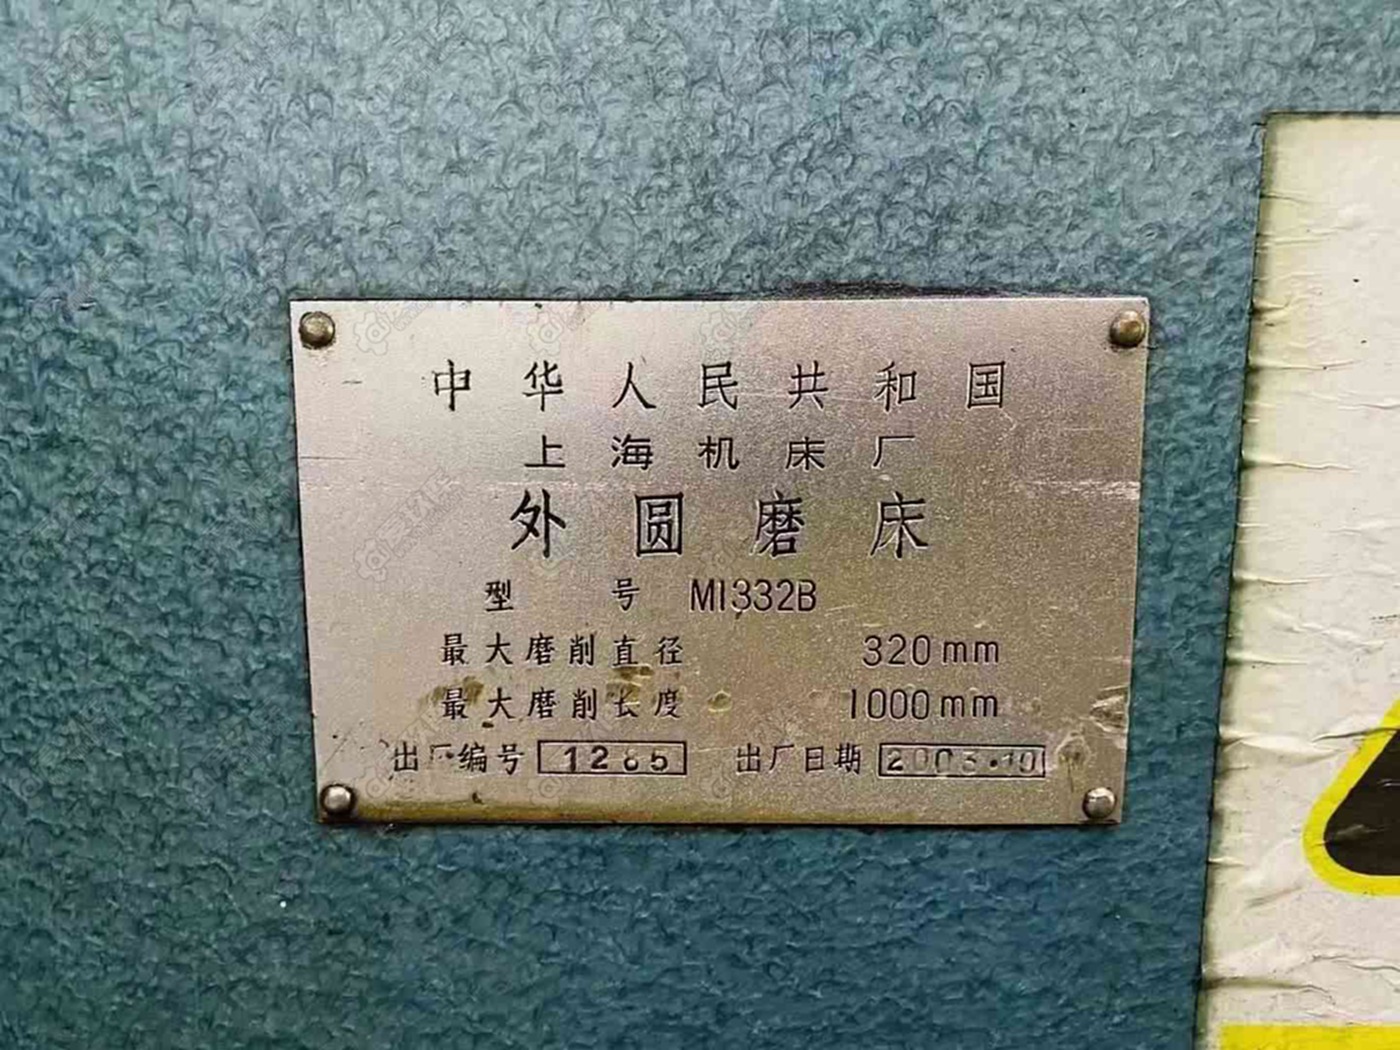 中华人民共和国
上海机床厂
外圆磨床
型 号 M1332B
最大磨削直径 320mm
最大磨削长度 1000mm
出厂编号 1265 出厂日期 2003.10